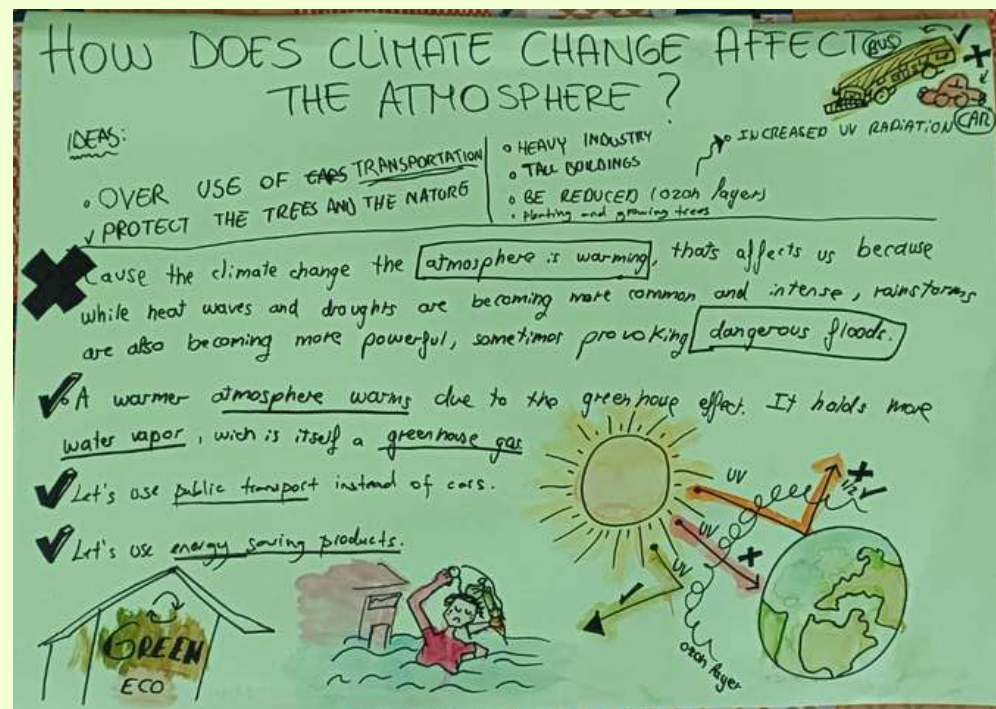 HOW DOES CLIMATE CHANGE AFFECT
THE ATMOSPHERE?
BUS
CAR
IDEAS:
• OVER USE OF CARS TRANSPORTATION
✓ PROTECT THE TREES AND THE NATURE
• HEAVY INDUSTRY
• TALL BUILDINGS
• BE REDUCED (ozon layer)
• Planting and growing trees
• INCREASED UV RADIATION
Cause the climate change the atmosphere is warming, thats affects us because
while heat waves and droughts are becoming more common and intense, rainstorms
are also becoming more powerful, sometimes provoking dangerous floods.
• A warmer atmosphere warms due to the green houe effect. It holds more
water vapor, wich is itself a greenhouse gas
Let's use public transport instead of cars.
Let's use energy saving products.
GREEN
ECO
UV
UV
UV
1/2
ozon layer